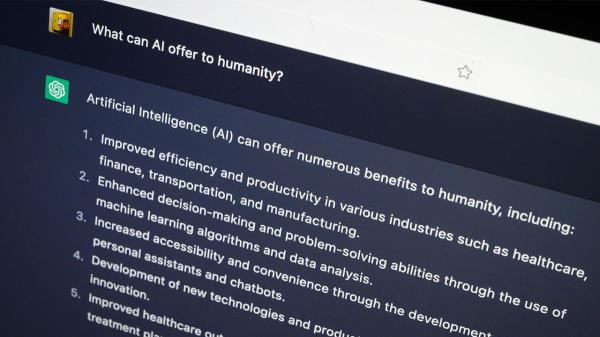 What can AI offer to humanity?
Artificial Intelligence (AI) can offer numerous benefits to humanity, including:
1. Improved efficiency and productivity in various industries such as healthcare,
finance, transportation, and manufacturing.
2. Enhanced decision-making and problem-solving abilities through the use of
machine learning algorithms and data analysis.
3. Increased accessibility and convenience through the development
personal assistants and chatbots.
4. Development of new technologies and
innovation.
5. Improved healthcare
treatment